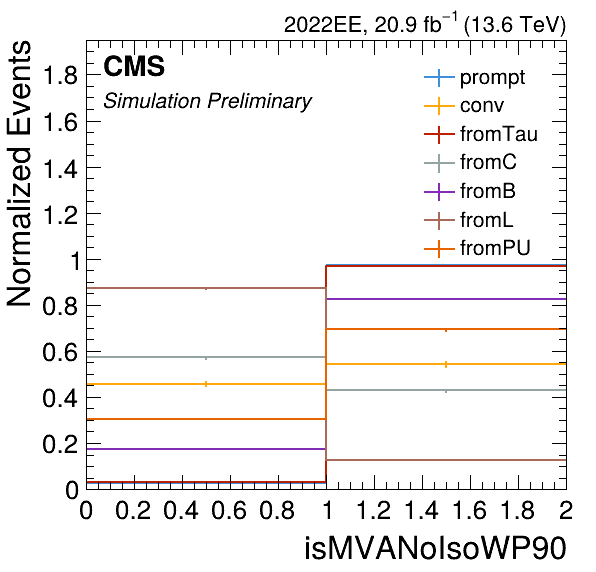 2022EE, 20.9 fb⁻¹ (13.6 TeV)
CMS
Simulation Preliminary
prompt
conv
fromTau
fromC
fromB
fromL
fromPU
Normalized Events
1.8
1.6
1.4
1.2
1
0.8
0.6
0.4
0.2
0
0 0.2 0.4 0.6 0.8 1 1.2 1.4 1.6 1.8 2
isMVANoIsoWP90